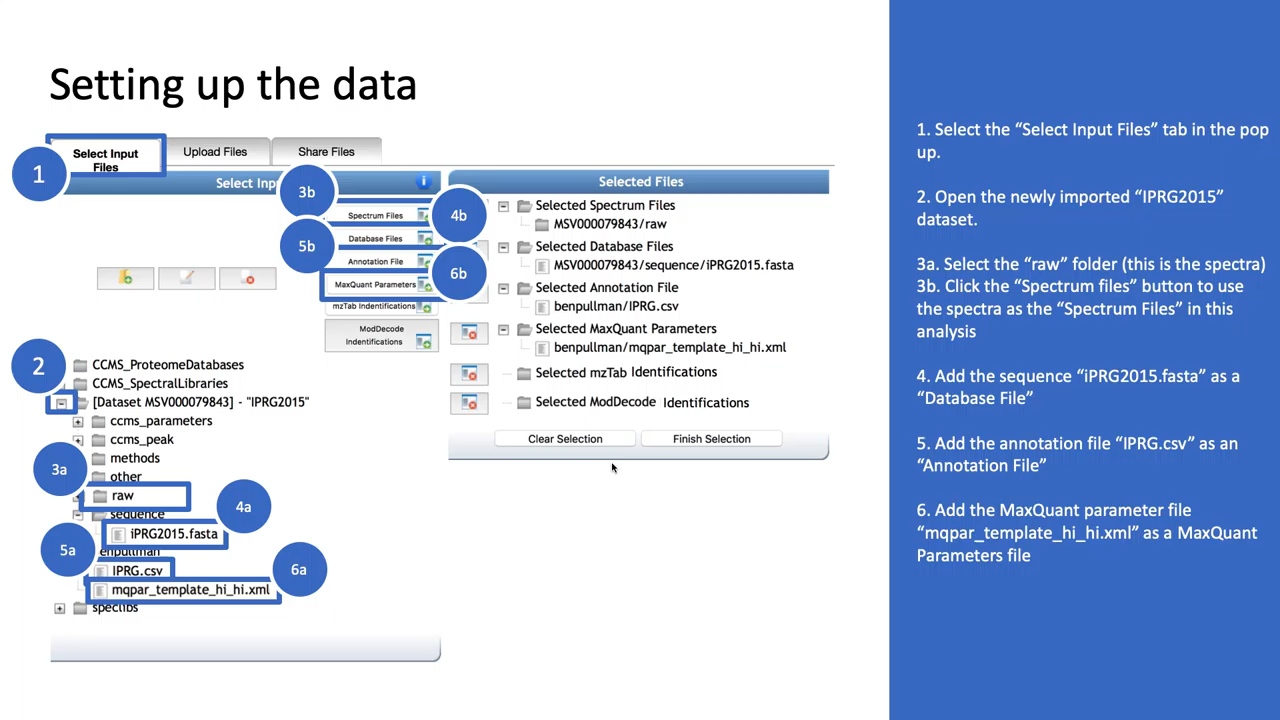 Setting up the data
Select Input
Files
Upload Files
Share Files
1
Select Inp
3b
Spectrum Files
4b
5b
Database Files
Annotation File
6b
MaxQuant Parameters
mzTab Indentifications
ModDecode
Indentifications
2
CCMS_ProteomeDatabases
CCMS_SpectralLibraries
[Dataset MSV000079843] - "IPRG2015"
ccms_parameters
ccms_peak
methods
3a
other
raw
4a
sequence
iPRG2015.fasta
5a
benpullman
IPRG.csv
6a
mqpar_template_hi_hi.xml
speclibs
Selected Files
Selected Spectrum Files
MSV000079843/raw
Selected Database Files
MSV000079843/sequence/iPRG2015.fasta
Selected Annotation File
benpullman/IPRG.csv
Selected MaxQuant Parameters
benpullman/mqpar_template_hi_hi.xml
Selected mzTab Identifications
Selected ModDecode Identifications
Clear Selection
Finish Selection
1. Select the “Select Input Files” tab in the pop
up.
2. Open the newly imported “IPRG2015”
dataset.
3a. Select the “raw” folder (this is the spectra)
3b. Click the “Spectrum files” button to use
the spectra as the “Spectrum Files” in this
analysis
4. Add the sequence “iPRG2015.fasta” as a
“Database File”
5. Add the annotation file “IPRG.csv” as an
“Annotation File”
6. Add the MaxQuant parameter file
“mqpar_template_hi_hi.xml” as a MaxQuant
Parameters file